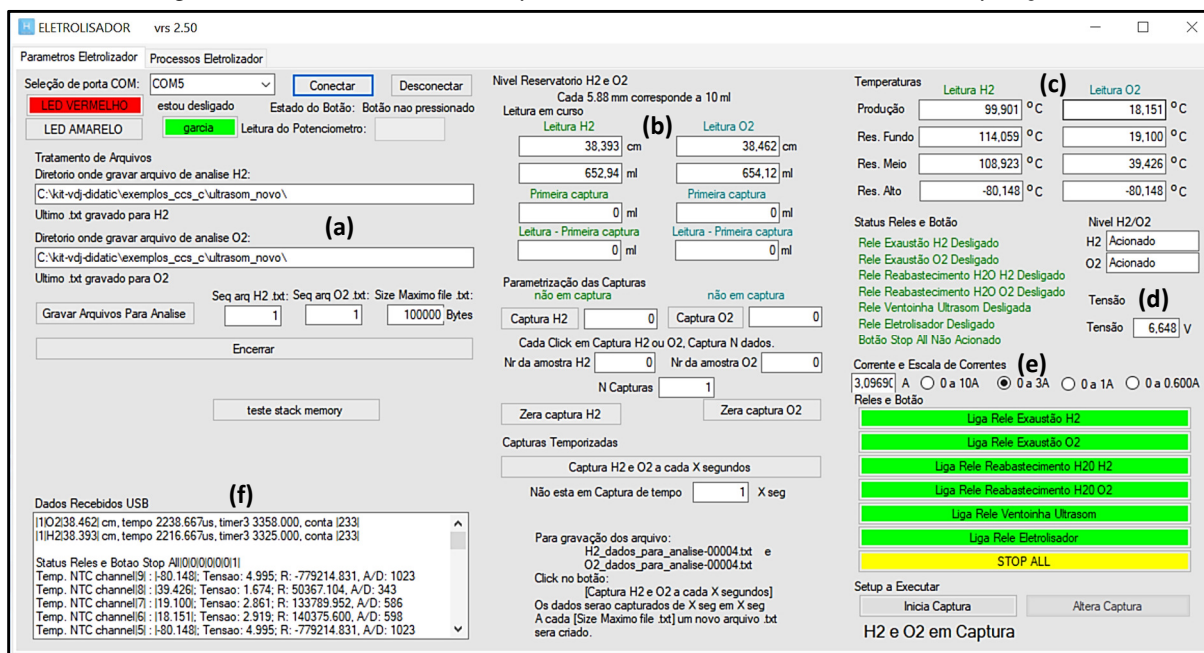 ELETROLISADOR vrs 2.50
Parametros Eletrolizador Processos Eletrolizador
Seleção de porta COM: COM5 Conectar Desconectar
LED VERMELHO estou desligado Estado do Botão: Botão nao pressionado
LED AMARELO garcia Leitura do Potenciometro:
Tratamento de Arquivos
Diretorio onde gravar arquivo de analise H2:
C:\kit-vdj-didatic\exemplos_ccs_c\ultrasom_novo\
Ultimo .txt gravado para H2
(a)
Diretorio onde gravar arquivo de analise O2:
C:\kit-vdj-didatic\exemplos_ccs_c\ultrasom_novo\
Ultimo .txt gravado para O2
Seq arq H2 .txt: Seq arq O2 .txt: Size Maximo file .txt:
Gravar Arquivos Para Analise 1 1 100000 Bytes
Encerrar
teste stack memory
Dados Recebidos USB (f)
|1|O2|38.462| cm, tempo 2238.667us, timer3 3358.000, conta |233|
|1|H2|38.393| cm, tempo 2216.667us, timer3 3325.000, conta |233|
Status Reles e Botao Stop All|0|0|0|0|0|0|1|
Temp. NTC channel|9| : |-80.148|; Tensao: 4.995; R: -779214.831, A/D: 1023
Temp. NTC channel|8| : |39.426|; Tensao: 1.674; R: 50367.104, A/D: 343
Temp. NTC channel|7| : |19.100|; Tensao: 2.861; R: 133789.952, A/D: 586
Temp. NTC channel|6| : |18.151|; Tensao: 2.919; R: 140375.600, A/D: 598
Temp. NTC channel|5| : |-80.148|; Tensao: 4.995; R: -779214.831, A/D: 1023
Nivel Reservatorio H2 e O2
Cada 5.88 mm corresponde a 10 ml
Leitura em curso
Leitura H2 (b) Leitura O2
38,393 cm 38,462 cm
652,94 ml 654,12 ml
Primeira captura Primeira captura
0 ml 0 ml
Leitura - Primeira captura Leitura - Primeira captura
0 ml 0 ml
Parametrização das Capturas
não em captura não em captura
Captura H2 0 Captura O2 0
Cada Click em Captura H2 ou O2, Captura N dados.
Nr da amostra H2 0 Nr da amostra O2 0
N Capturas 1
Zera captura H2 Zera captura O2
Capturas Temporizadas
Captura H2 e O2 a cada X segundos
Não esta em Captura de tempo 1 X seg
Para gravação dos arquivo:
H2_dados_para_analise-00004.txt e
O2_dados_para_analise-00004.txt
Click no botão:
[Captura H2 e O2 a cada X segundos]
Os dados serao capturados de X seg em X seg
A cada [Size Maximo file .txt] um novo arquivo .txt
sera criado.
Temperaturas (c)
Leitura H2 Leitura O2
Produção 99,901 ºC 18,151 ºC
Res. Fundo 114,059 ºC 19,100 ºC
Res. Meio 108,923 ºC 39,426 ºC
Res. Alto -80,148 ºC -80,148 ºC
Status Reles e Botão Nivel H2/O2
Rele Exaustão H2 Desligado H2 Acionado
Rele Exaustão O2 Desligado O2 Acionado
Rele Reabastecimento H2O H2 Desligado
Rele Reabastecimento H2O O2 Desligado
Rele Ventoinha Ultrasom Desligada
Rele Eletrolisador Desligado
Botão Stop All Não Acionado
Tensão (d)
Tensão 6,648 V
Corrente e Escala de Correntes (e)
3,0969 A 0 a 10A 0 a 3A 0 a 1A 0 a 0.600A
Reles e Botão
Liga Rele Exaustão H2
Liga Rele Exaustão O2
Liga Rele Reabastecimento H20 H2
Liga Rele Reabastecimento H20 O2
Liga Rele Ventoinha Ultrasom
Liga Rele Eletrolisador
STOP ALL
Setup a Executar
Inicia Captura Altera Captura
H2 e O2 em Captura